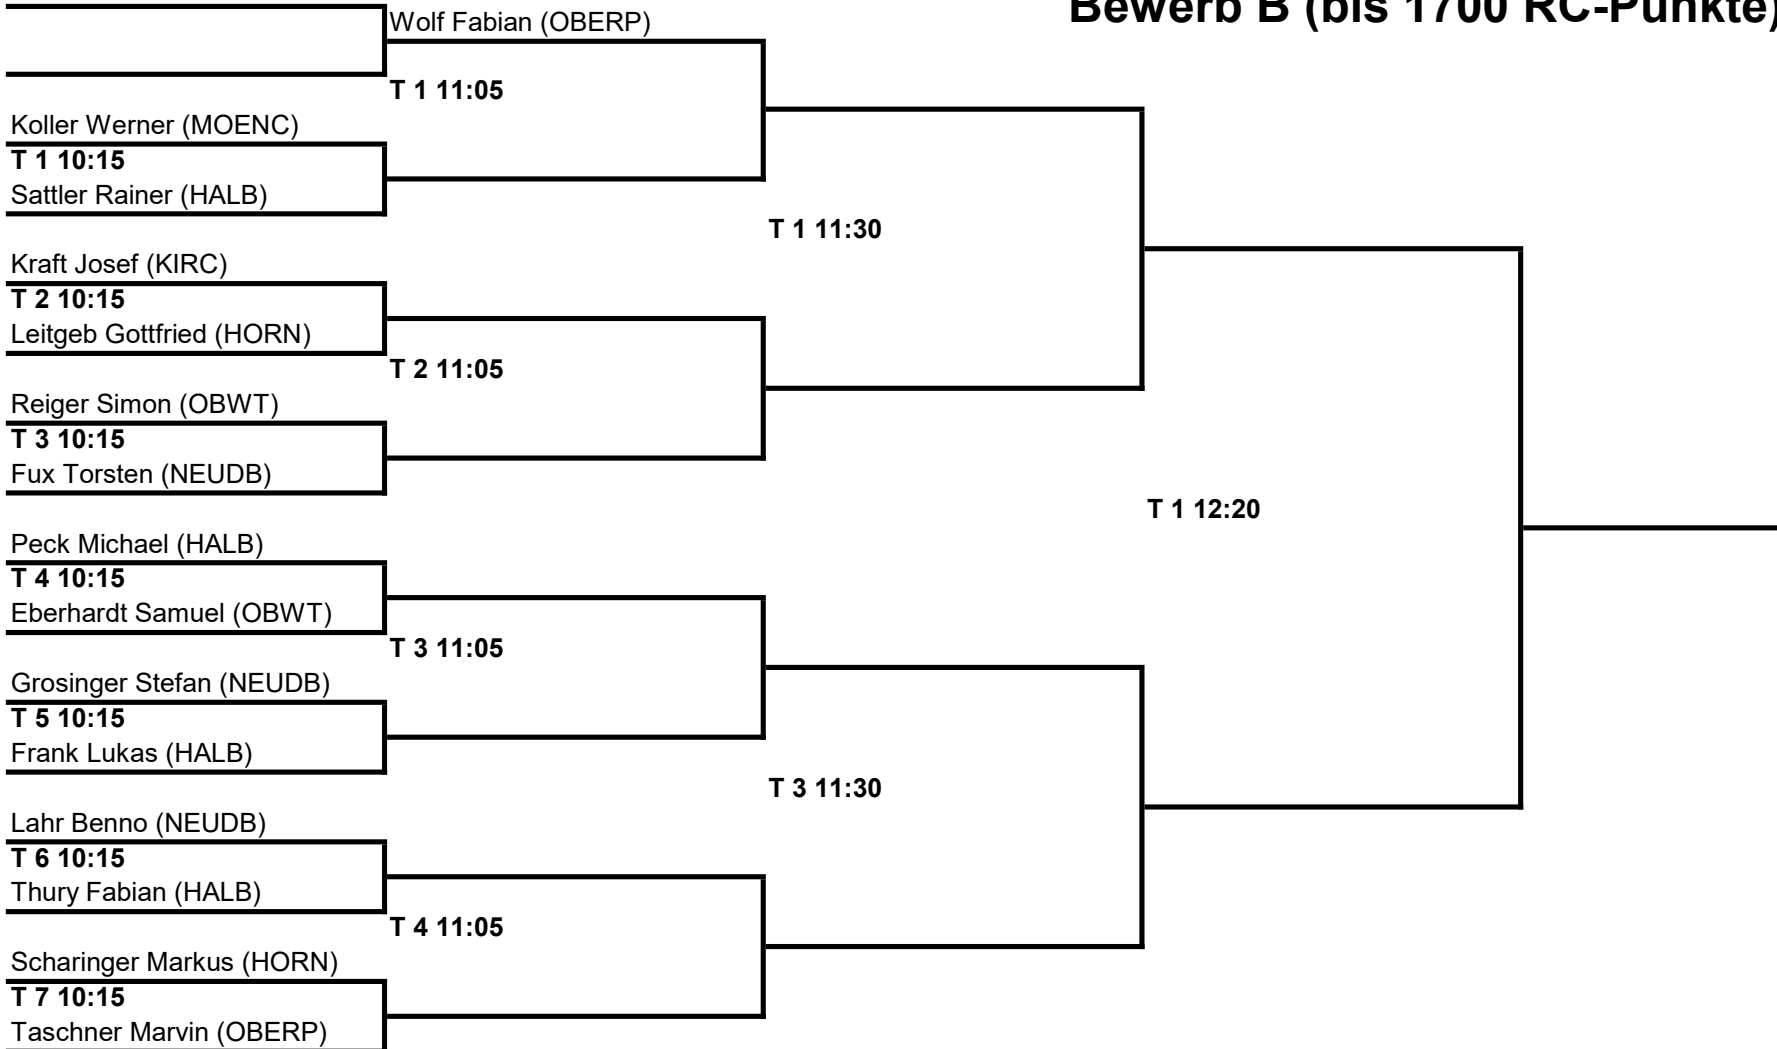 Bewerb B (bis 1700 RC-Punkte)
Wolf Fabian (OBERP)
T 1 11:05
Koller Werner (MOENC)
T 1 10:15
Sattler Rainer (HALB)
T 1 11:30
Kraft Josef (KIRC)
T 2 10:15
Leitgeb Gottfried (HORN)
T 2 11:05
Reiger Simon (OBWT)
T 3 10:15
Fux Torsten (NEUDB)
T 1 12:20
Peck Michael (HALB)
T 4 10:15
Eberhardt Samuel (OBWT)
T 3 11:05
Grosinger Stefan (NEUDB)
T 5 10:15
Frank Lukas (HALB)
T 3 11:30
Lahr Benno (NEUDB)
T 6 10:15
Thury Fabian (HALB)
T 4 11:05
Scharinger Markus (HORN)
T 7 10:15
Taschner Marvin (OBERP)